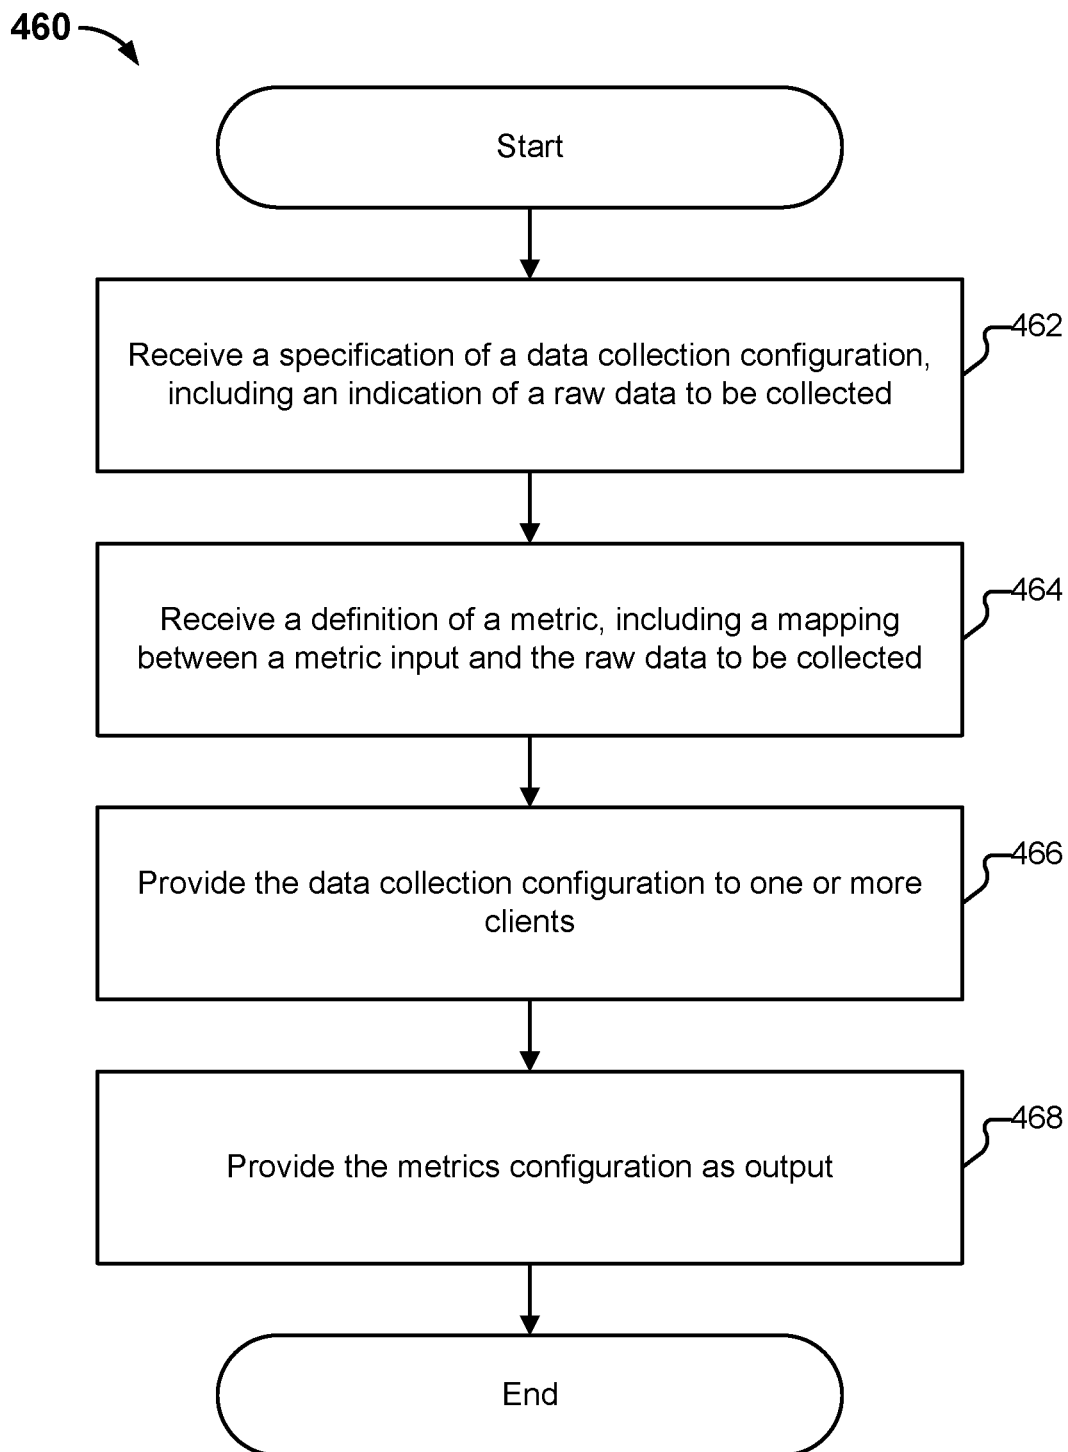 460
Start
Receive a specification of a data collection configuration,
including an indication of a raw data to be collected
462
Receive a definition of a metric, including a mapping
between a metric input and the raw data to be collected
464
Provide the data collection configuration to one or more
clients
466
Provide the metrics configuration as output
468
End